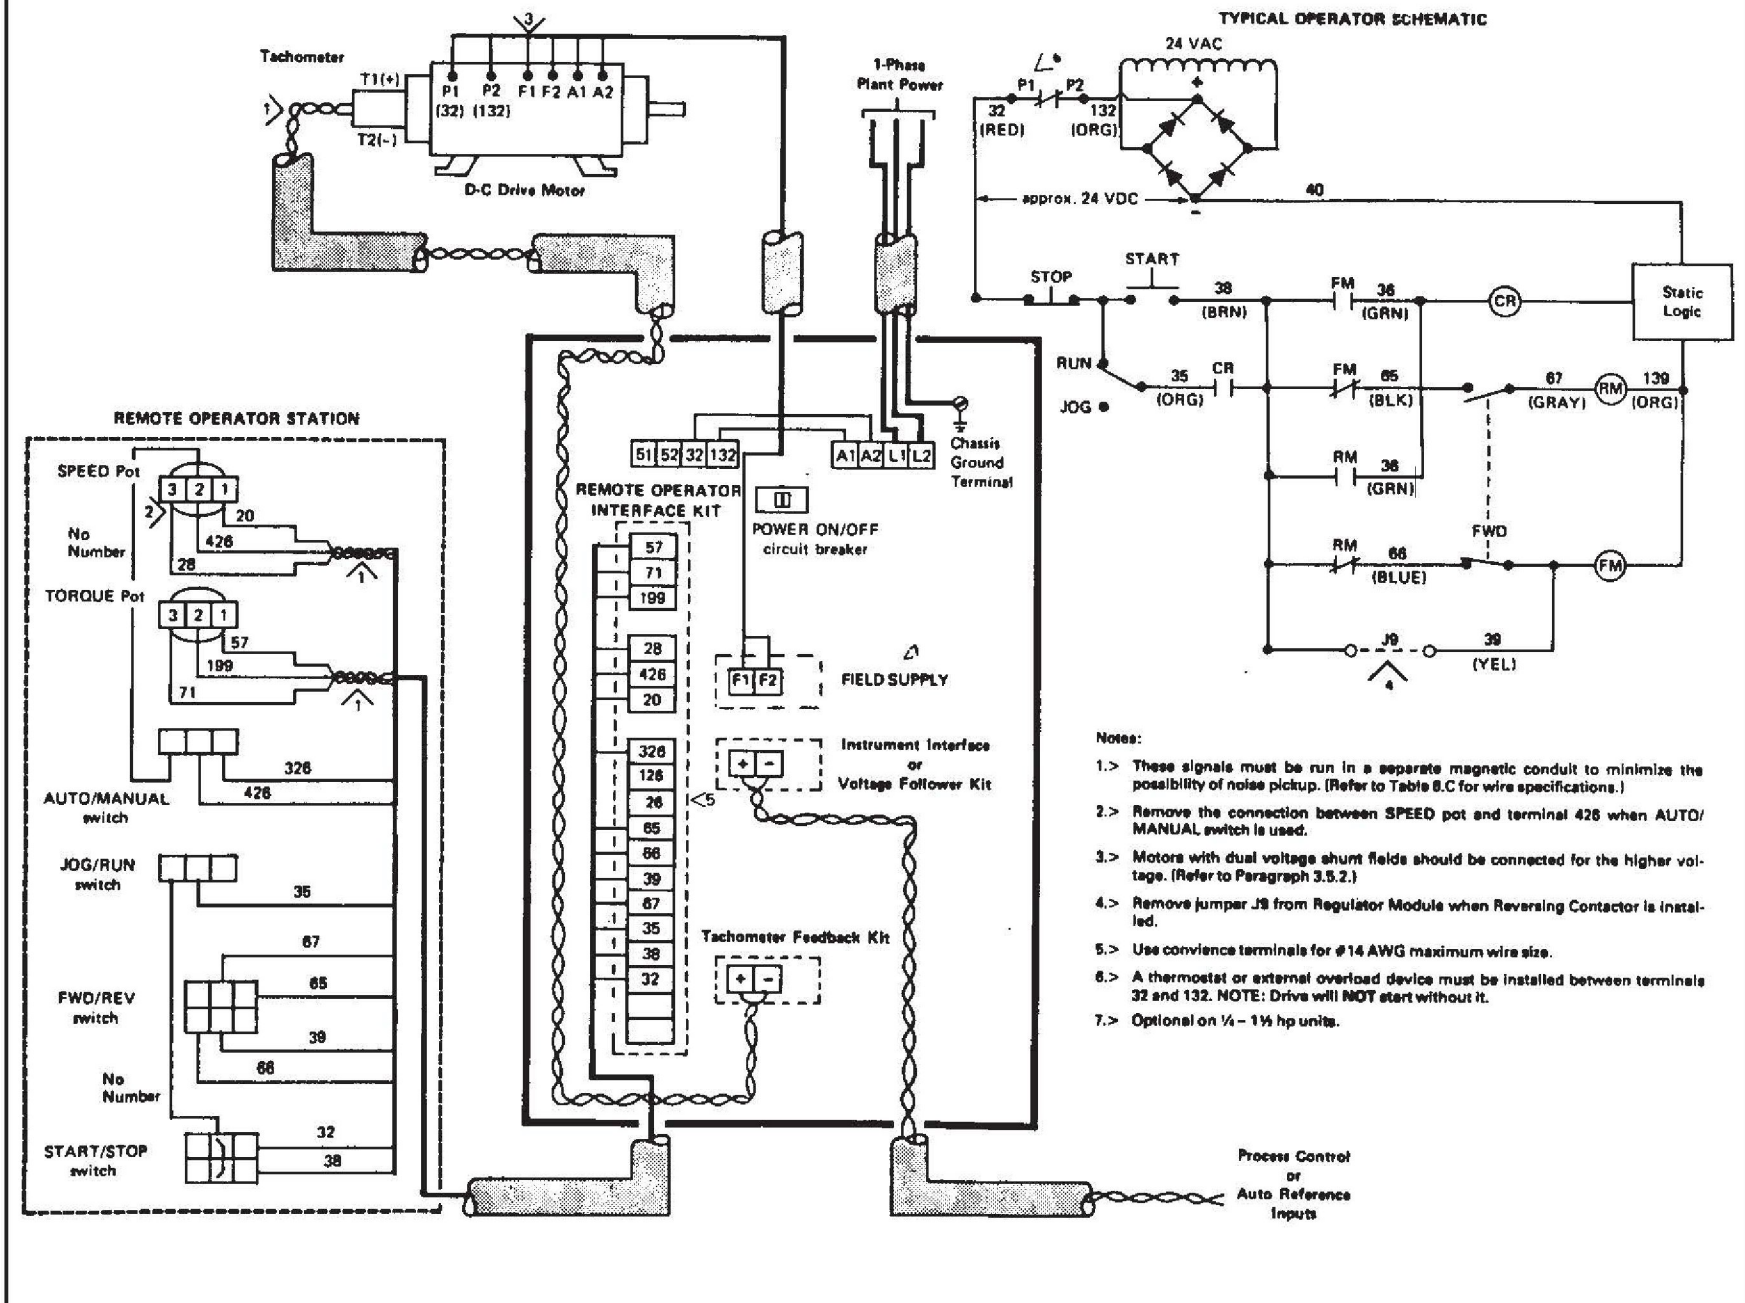 TYPICAL OPERATOR SCHEMATIC
3
Tachometer
T1(+)
T2(-)
P1 P2 F1 F2 A1 A2
(32) (132)
1
D-C Drive Motor
1-Phase
Plant Power
24 VAC
+
P1 P2
32
(RED)
132
(ORG)
approx. 24 VDC
-
40
STOP
START
38
(BRN)
FM
36
(GRN)
CR
Static
Logic
RUN
JOG
35
(ORG)
CR
FM
65
(BLK)
67
(GRAY)
RM
139
(ORG)
RM
36
(GRN)
FWD
RM
66
(BLUE)
FM
J9
39
(YEL)
4
REMOTE OPERATOR STATION
SPEED Pot
3 2 1
2
No
Number
20
426
28
1
TORQUE Pot
3 2 1
57
199
71
1
326
426
AUTO/MANUAL
switch
JOG/RUN
switch
35
67
65
FWD/REV
switch
39
66
No
Number
START/STOP
switch
32
38
51 52 32 132
A1 A2 L1 L2
Chassis
Ground
Terminal
REMOTE OPERATOR
INTERFACE KIT
POWER ON/OFF
circuit breaker
57
71
199
28
426
20
326
126
26
65
66
39
67
35
38
32
5
F1 F2
FIELD SUPPLY
Instrument Interface
or
Voltage Follower Kit
+ -
Tachometer Feedback Kit
+ -
Process Control
or
Auto Reference
Inputs
Notes:
1.> These signals must be run in a separate magnetic conduit to minimize the
possibility of noise pickup. (Refer to Table 6.C for wire specifications.)
2.> Remove the connection between SPEED pot and terminal 426 when AUTO/
MANUAL switch is used.
3.> Motors with dual voltage shunt fields should be connected for the higher vol-
tage. (Refer to Paragraph 3.5.2.)
4.> Remove jumper J9 from Regulator Module when Reversing Contactor is instal-
led.
5.> Use convience terminals for #14 AWG maximum wire size.
6.> A thermostat or external overload device must be installed between terminals
32 and 132. NOTE: Drive will NOT start without it.
7.> Optional on ¼ – 1½ hp units.